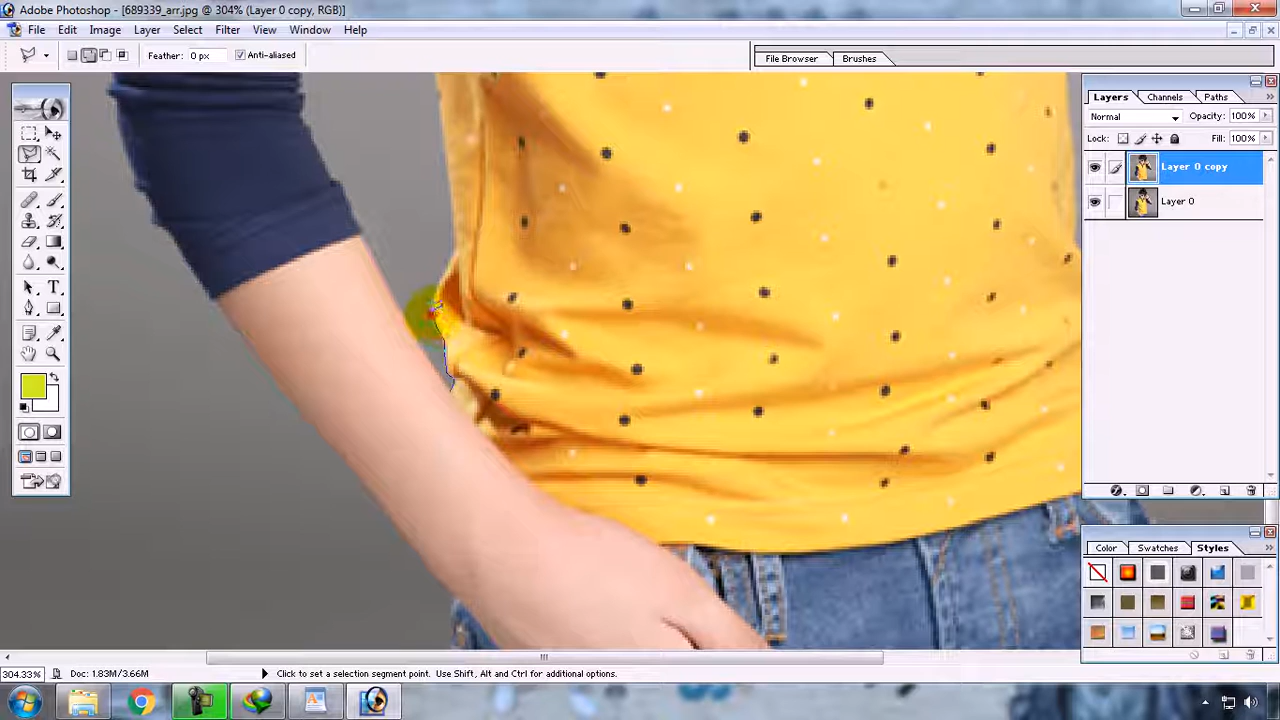 Adobe Photoshop - [689339_arr.jpg @ 304% (Layer 0 copy, RGB)]
File Edit Image Layer Select Filter View Window Help
Feather: 0 px Anti-aliased
File Browser Brushes
Layers Channels Paths
Normal Opacity: 100%
Lock: Fill: 100%
Layer 0 copy
Layer 0
Color Swatches Styles
304.33% Doc: 1.83M/3.66M Click to set a selection segment point. Use Shift, Alt and Ctrl for additional options.